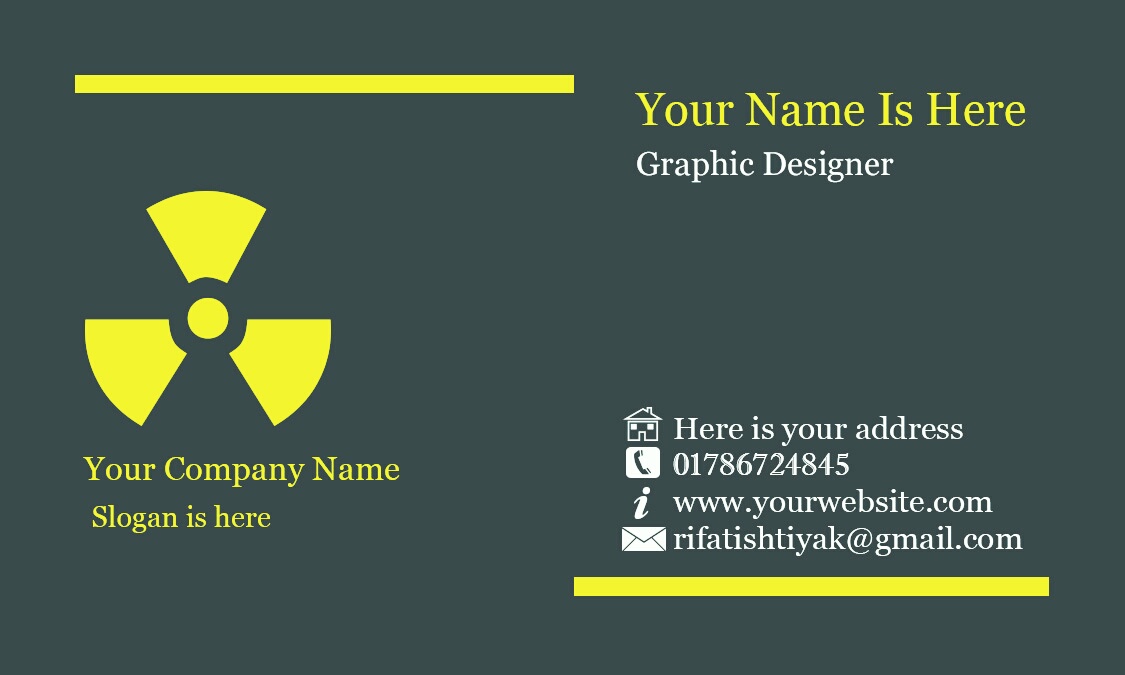 Your Name Is Here
Graphic Designer
Your Company Name
Slogan is here
Here is your address
01786724845
www.yourwebsite.com
rifatishtiyak@gmail.com